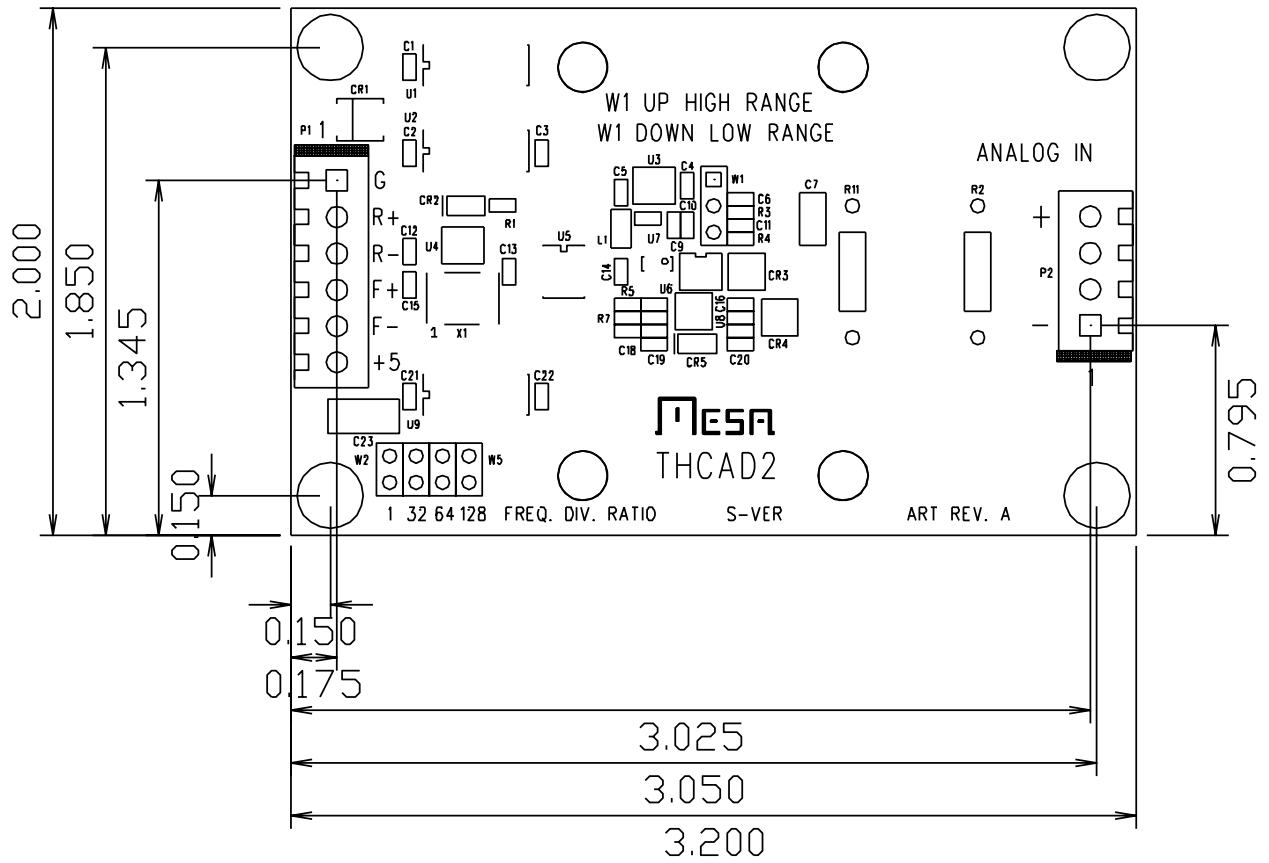 C1
U1
CR1
U2
C2
C3
P1 1
W1 UP HIGH RANGE
W1 DOWN LOW RANGE
ANALOG IN
G
R+
R-
F+
F-
+5
CR2
R1
U4
C12
C13
C15
1 X1
U5
C5
U3
C4
W1
C10
C6
R3
C11
R4
L1
U7
C9
C14
CR3
R5
U6
C16
U8
R7
C18
C19
CR5
C20
CR4
C7
R11
R2
+
P2
-
1
C21
C22
U9
C23
W2
W5
MESA
THCAD2
1 32 64 128 FREQ. DIV. RATIO S-VER ART REV. A
2.000
1.850
1.345
0.150
0.795
0.150
0.175
3.025
3.050
3.200